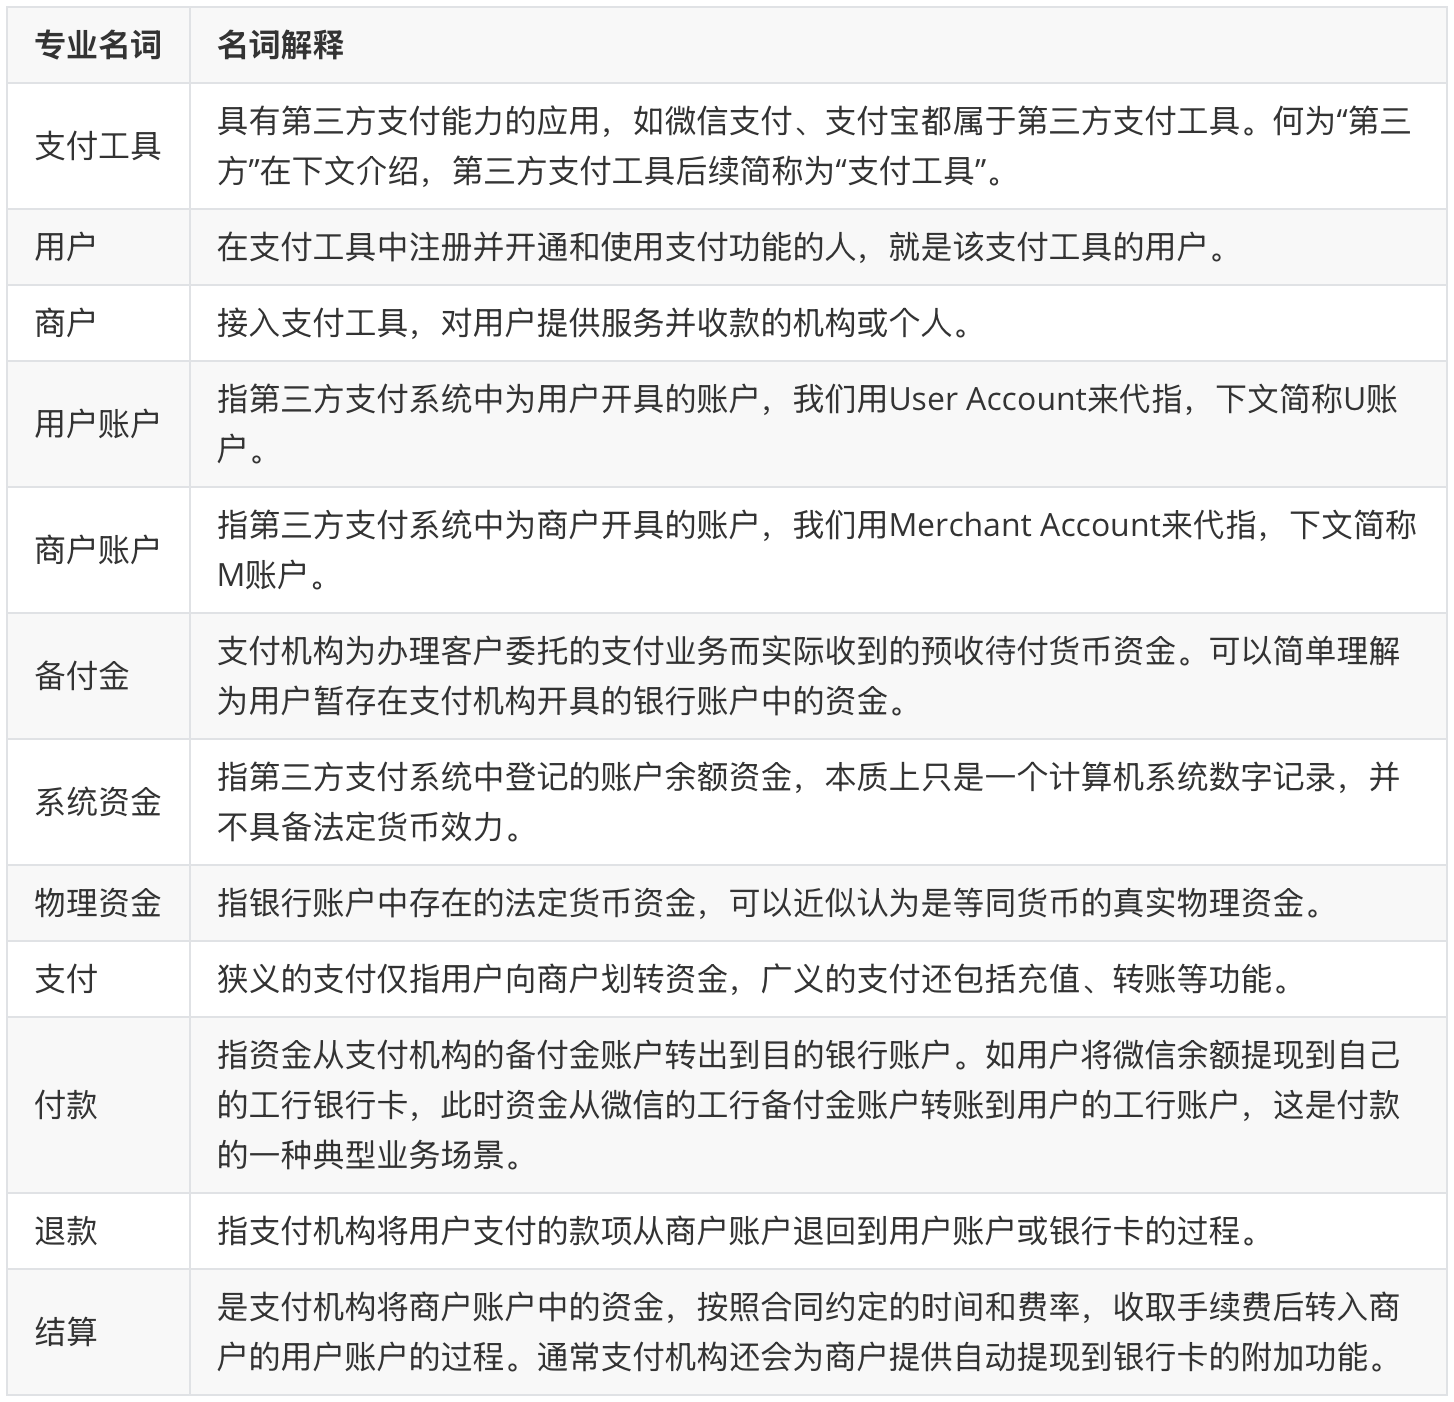 专业名词 名词解释
支付工具
具有第三方支付能力的应用，如微信支付、支付宝都属于第三方支付工具。何为“第三
方”在下文介绍，第三方支付工具后续简称为“支付工具”。
用户 在支付工具中注册并开通和使用支付功能的人，就是该支付工具的用户。
商户 接入支付工具，对用户提供服务并收款的机构或个人。
用户账户
指第三方支付系统中为用户开具的账户，我们用User Account来代指，下文简称U账
户。
商户账户
指第三方支付系统中为商户开具的账户，我们用Merchant Account来代指，下文简称
M账户。
备付金
支付机构为办理客户委托的支付业务而实际收到的预收待付货币资金。可以简单理解
为用户暂存在支付机构开具的银行账户中的资金。
系统资金
指第三方支付系统中登记的账户余额资金，本质上只是一个计算机系统数字记录，并
不具备法定货币效力。
物理资金 指银行账户中存在的法定货币资金，可以近似认为是等同货币的真实物理资金。
支付 狭义的支付仅指用户向商户划转资金，广义的支付还包括充值、转账等功能。
付款
指资金从支付机构的备付金账户转出到目的银行账户。如用户将微信余额提现到自己
的工行银行卡，此时资金从微信的工行备付金账户转账到用户的工行账户，这是付款
的一种典型业务场景。
退款 指支付机构将用户支付的款项从商户账户退回到用户账户或银行卡的过程。
结算
是支付机构将商户账户中的资金，按照合同约定的时间和费率，收取手续费后转入商
户的用户账户的过程。通常支付机构还会为商户提供自动提现到银行卡的附加功能。